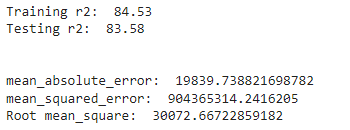 Training r2:  84.53
Testing r2:  83.58
mean_absolute_error:  19839.738821698782
mean_squared_error:  904365314.2416205
Root mean_square:  30072.66722859182